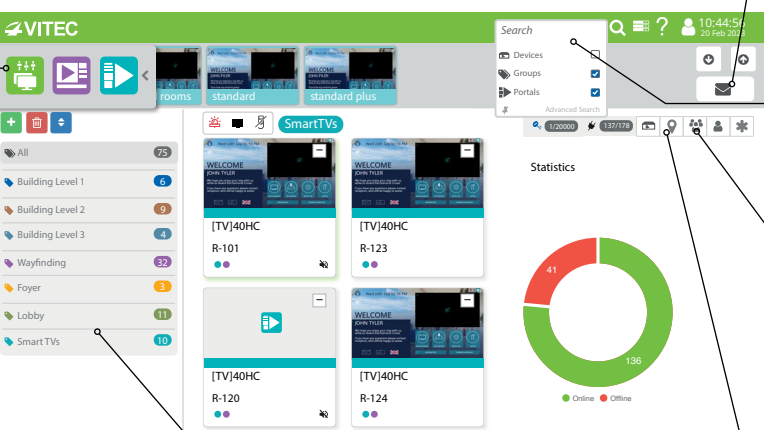 VITEC
Search
Devices
Groups
Portals
Advanced Search
10:44:56
20 Feb 2023
rooms
standard
standard plus
SmartTVs
1/20000
137/178
All 75
Building Level 1 6
Building Level 2 9
Building Level 3 4
Wayfinding 32
Foyer 3
Lobby 11
Smart TVs 10
WELCOME
JOHN TYLER
[TV]40HC
R-101
WELCOME
JOHN TYLER
[TV]40HC
R-123
[TV]40HC
R-120
WELCOME
JOHN TYLER
[TV]40HC
R-124
Statistics
41
136
Online Offline